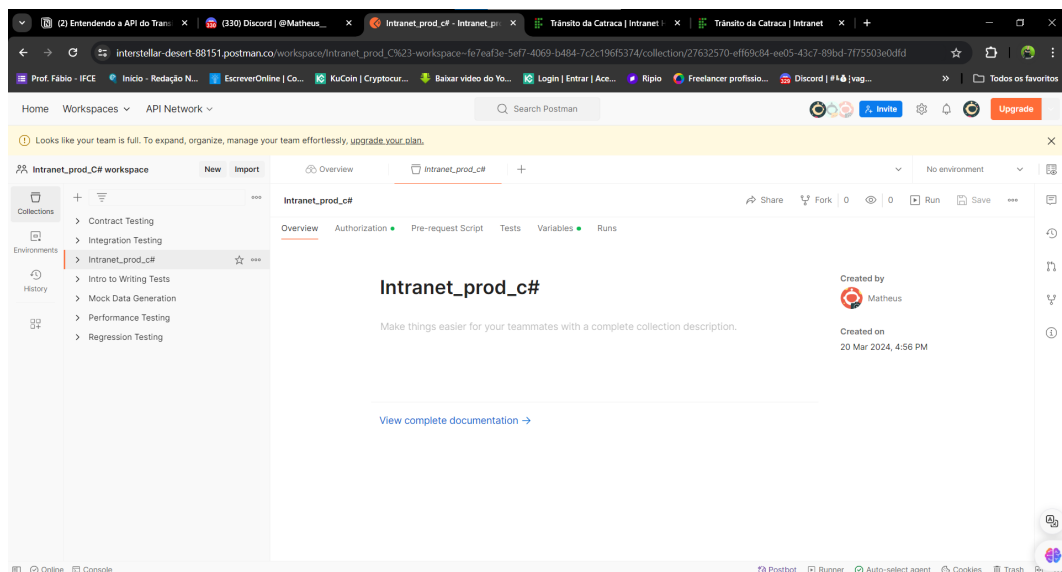 (2) Entendendo a API do Trans
(330) Discord | @Matheus_
Intranet_prod_c# - Intranet_pro
Trânsito da Catraca | Intranet H
Trânsito da Catraca | Intranet
interstellar-desert-88151.postman.co/workspace/Intranet_prod_C%23-workspace~fe7eaf3e-5ef7-4069-b484-7c2c196f5374/collection/27632570-eff69c84-ee05-43c7-89bd-7f75503e0dfd
Prof. Fábio - IFCE
Início - Redação N...
EscreverOnline | Co...
KuCoin | Cryptocur...
Baixar video do Yo...
Login | Entrar | Ace...
Ripio
Freelancer profissio...
Todos os favoritos
Home Workspaces API Network
Search Postman
Invite
Upgrade
Looks like your team is full. To expand, organize, manage your team effortlessly, upgrade your plan.
Intranet_prod_C# workspace
New Import
Overview
Intranet_prod_c#
No environment
Collections
Environments
History
Contract Testing
Integration Testing
Intranet_prod_c#
Intro to Writing Tests
Mock Data Generation
Performance Testing
Regression Testing
Intranet_prod_c#
Share Fork 0 0 Run Save
Overview Authorization Pre-request Script Tests Variables Runs
Intranet_prod_c#
Make things easier for your teammates with a complete collection description.
View complete documentation →
Created by
Matheus
Created on
20 Mar 2024, 4:56 PM
Online Console
Postbot Runner Auto-select agent Cookies Trash